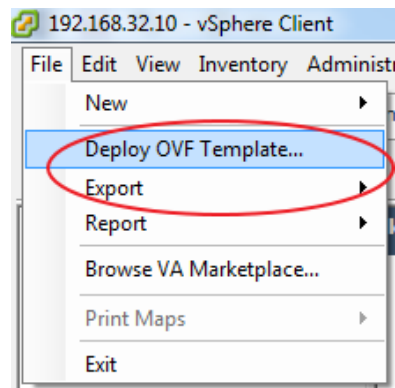 192.168.32.10 - vSphere Client
File Edit View Inventory
New
Deploy OVF Template...
Export
Report
Browse VA Marketplace...
Print Maps
Exit